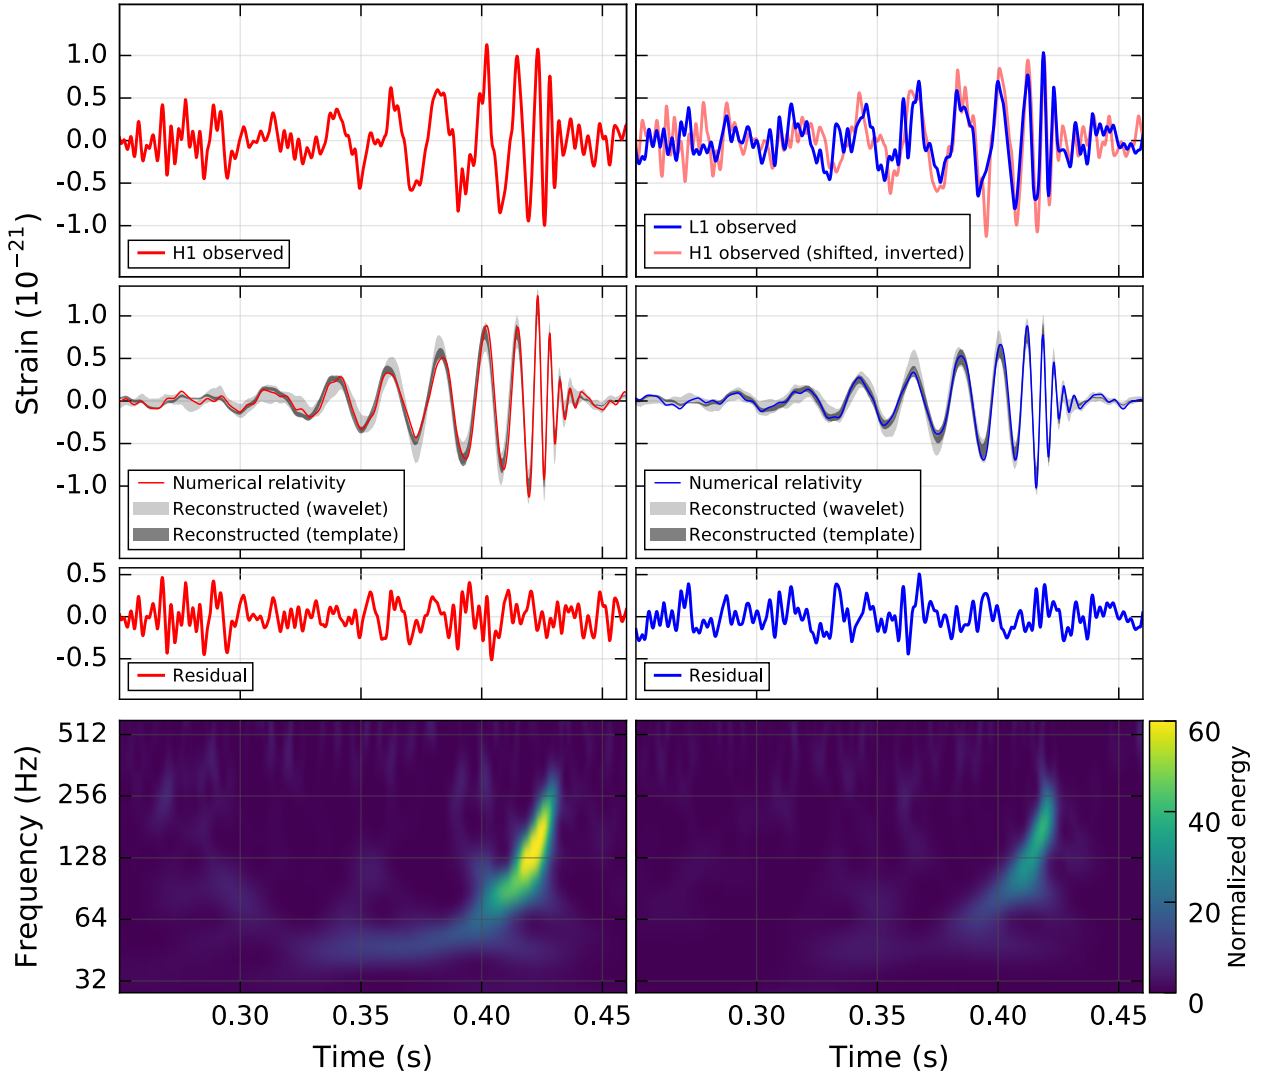 Strain (10⁻²¹)
1.0
0.5
0.0
-0.5
-1.0
H1 observed
L1 observed
H1 observed (shifted, inverted)
1.0
0.5
0.0
-0.5
-1.0
Numerical relativity
Reconstructed (wavelet)
Reconstructed (template)
Numerical relativity
Reconstructed (wavelet)
Reconstructed (template)
0.5
0.0
-0.5
Residual
Residual
Frequency (Hz)
512
256
128
64
32
0.30 0.35 0.40 0.45
Time (s)
0.30 0.35 0.40 0.45
Time (s)
60
40
20
0
Normalized energy